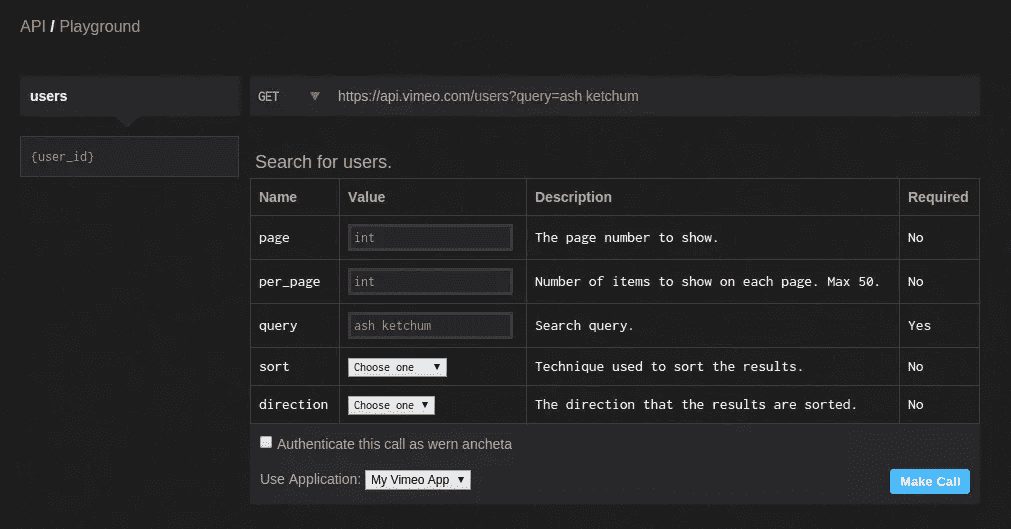 API / Playground
users
GET ▼ https://api.vimeo.com/users?query=ash ketchum
{user_id}
Search for users.
Name Value Description Required
page int The page number to show. No
per_page int Number of items to show on each page. Max 50. No
query ash ketchum Search query. Yes
sort Choose one ▼ Technique used to sort the results. No
direction Choose one ▼ The direction that the results are sorted. No
Authenticate this call as wern ancheta
Use Application: My Vimeo App ▼
Make Call